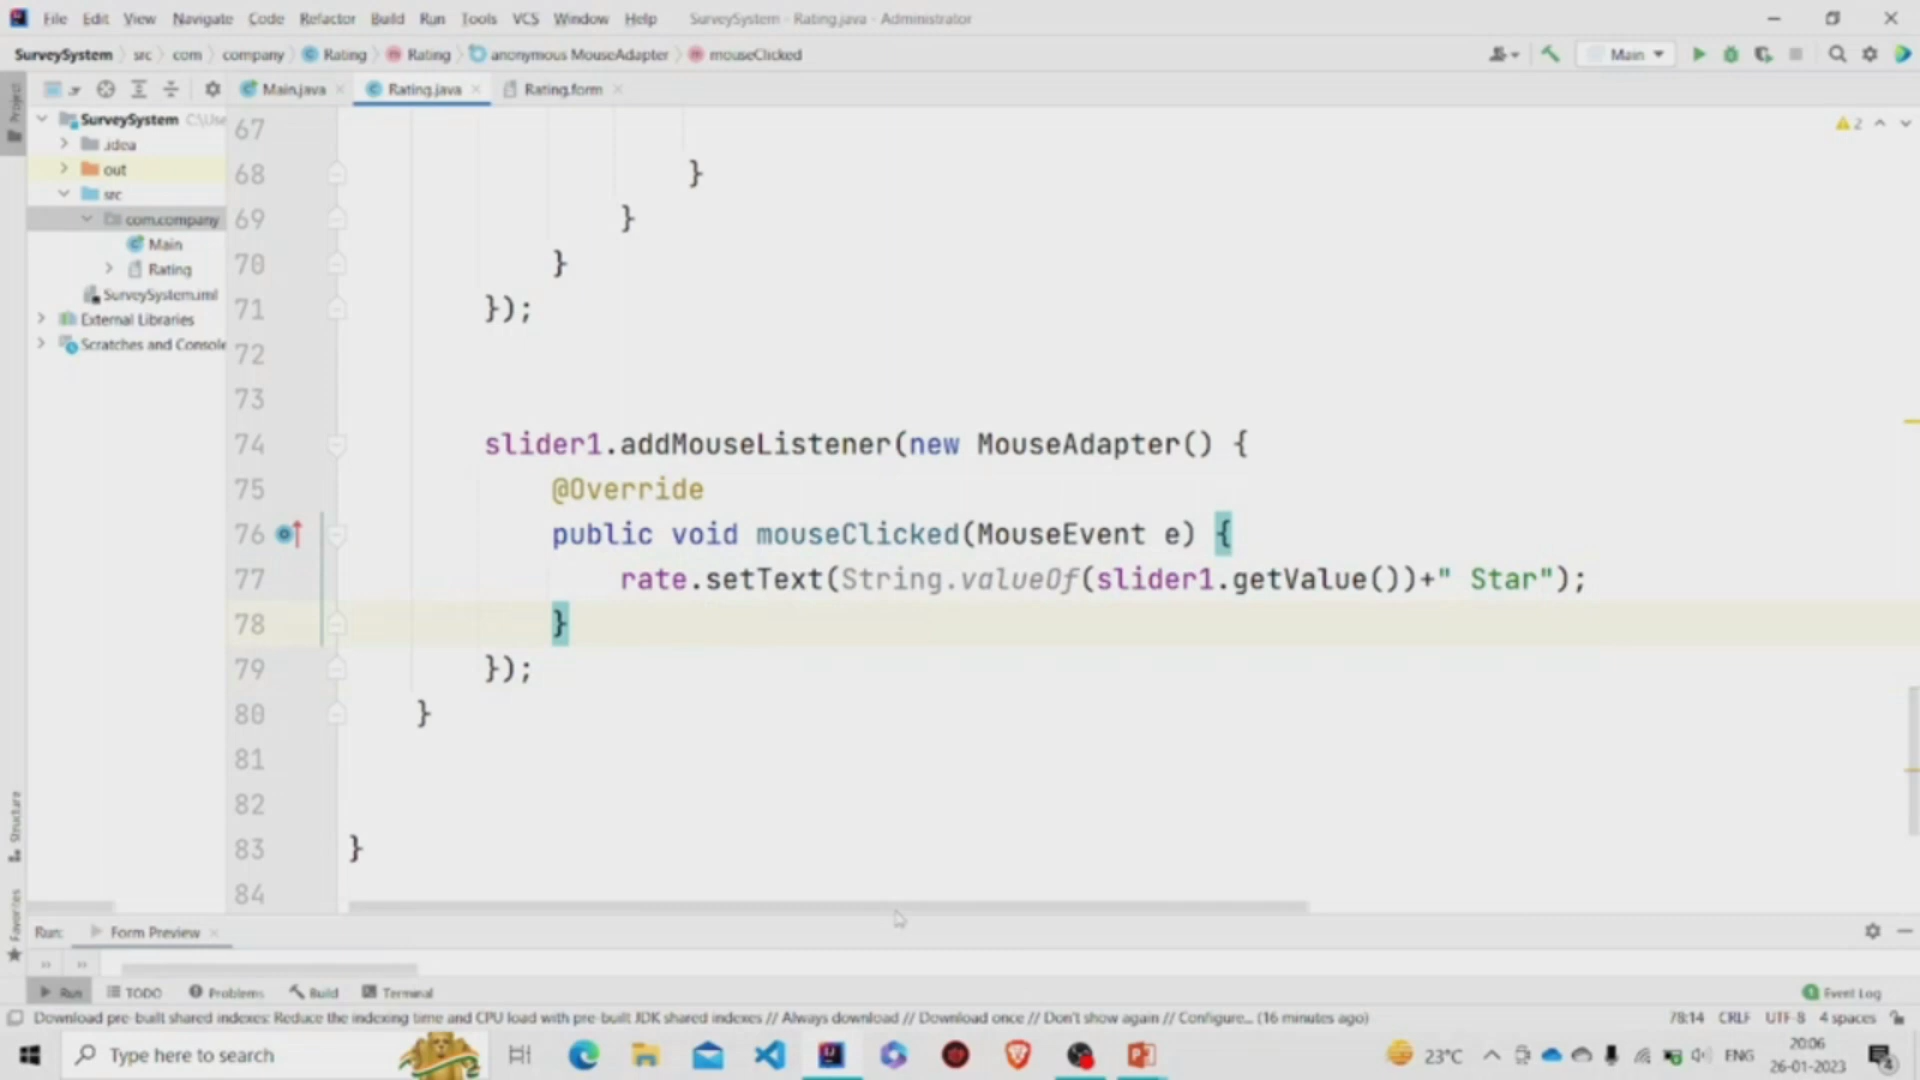 File Edit View Navigate Code Refactor Build Run Tools VCS Window Help SurveySystem - Rating.java - Administrator
SurveySystem src com company Rating Rating anonymous MouseAdapter mouseClicked Main
Main.java Rating.java Rating.form
Project
SurveySystem C:\Use
.idea
out
src
com.company
Main
Rating
SurveySystem.iml
External Libraries
Scratches and Console
2
67
68 }
69 }
70 }
71 });
72
73
74 slider1.addMouseListener(new MouseAdapter() {
75 @Override
76 public void mouseClicked(MouseEvent e) {
77 rate.setText(String.valueOf(slider1.getValue())+" Star");
78 }
79 });
80 }
81
82
83 }
84
Structure
Favorites
Run: Form Preview
Run TODO Problems Build Terminal Event Log
Download pre-built shared indexes: Reduce the indexing time and CPU load with pre-built JDK shared indexes // Always download // Download once // Don't show again // Configure... (16 minutes ago) 78:14 CRLF UTF-8 4 spaces
Type here to search 23°C ENG 20:06
26-01-2023 4